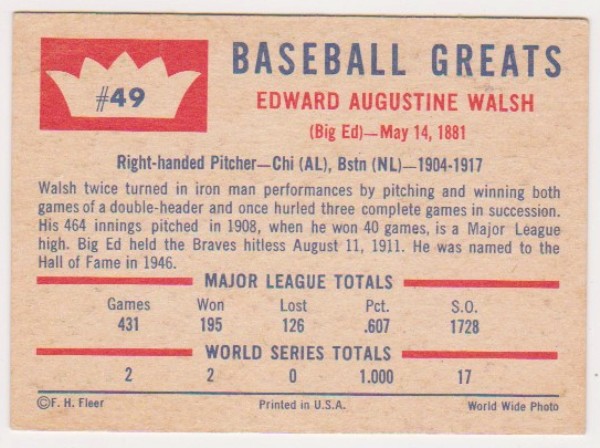 #49
BASEBALL GREATS
EDWARD AUGUSTINE WALSH
(Big Ed)—May 14, 1881
Right-handed Pitcher—Chi (AL), Bstn (NL)—1904-1917
Walsh twice turned in iron man performances by pitching and winning both
games of a double-header and once hurled three complete games in succession.
His 464 innings pitched in 1908, when he won 40 games, is a Major League
high. Big Ed held the Braves hitless August 11, 1911. He was named to the
Hall of Fame in 1946.
MAJOR LEAGUE TOTALS
Games Won Lost Pct. S.O.
431 195 126 .607 1728
WORLD SERIES TOTALS
2 2 0 1.000 17
©F. H. Fleer Printed in U.S.A. World Wide Photo